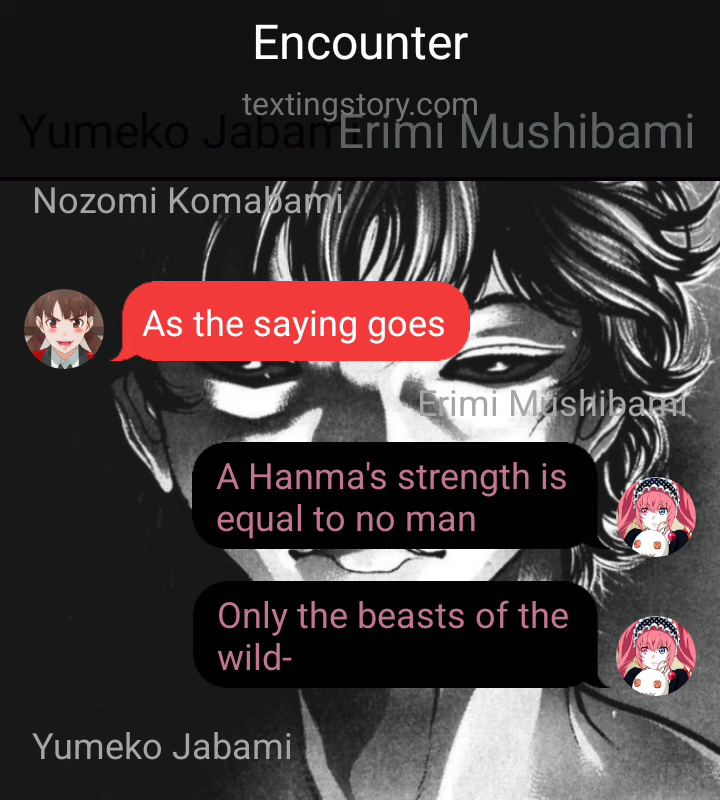 Encounter
textingstory.com
Yumeko Jabami
Erimi Mushibami
Nozomi Komabami
As the saying goes
Erimi Mushibami
A Hanma's strength is
equal to no man
Only the beasts of the
wild-
Yumeko Jabami